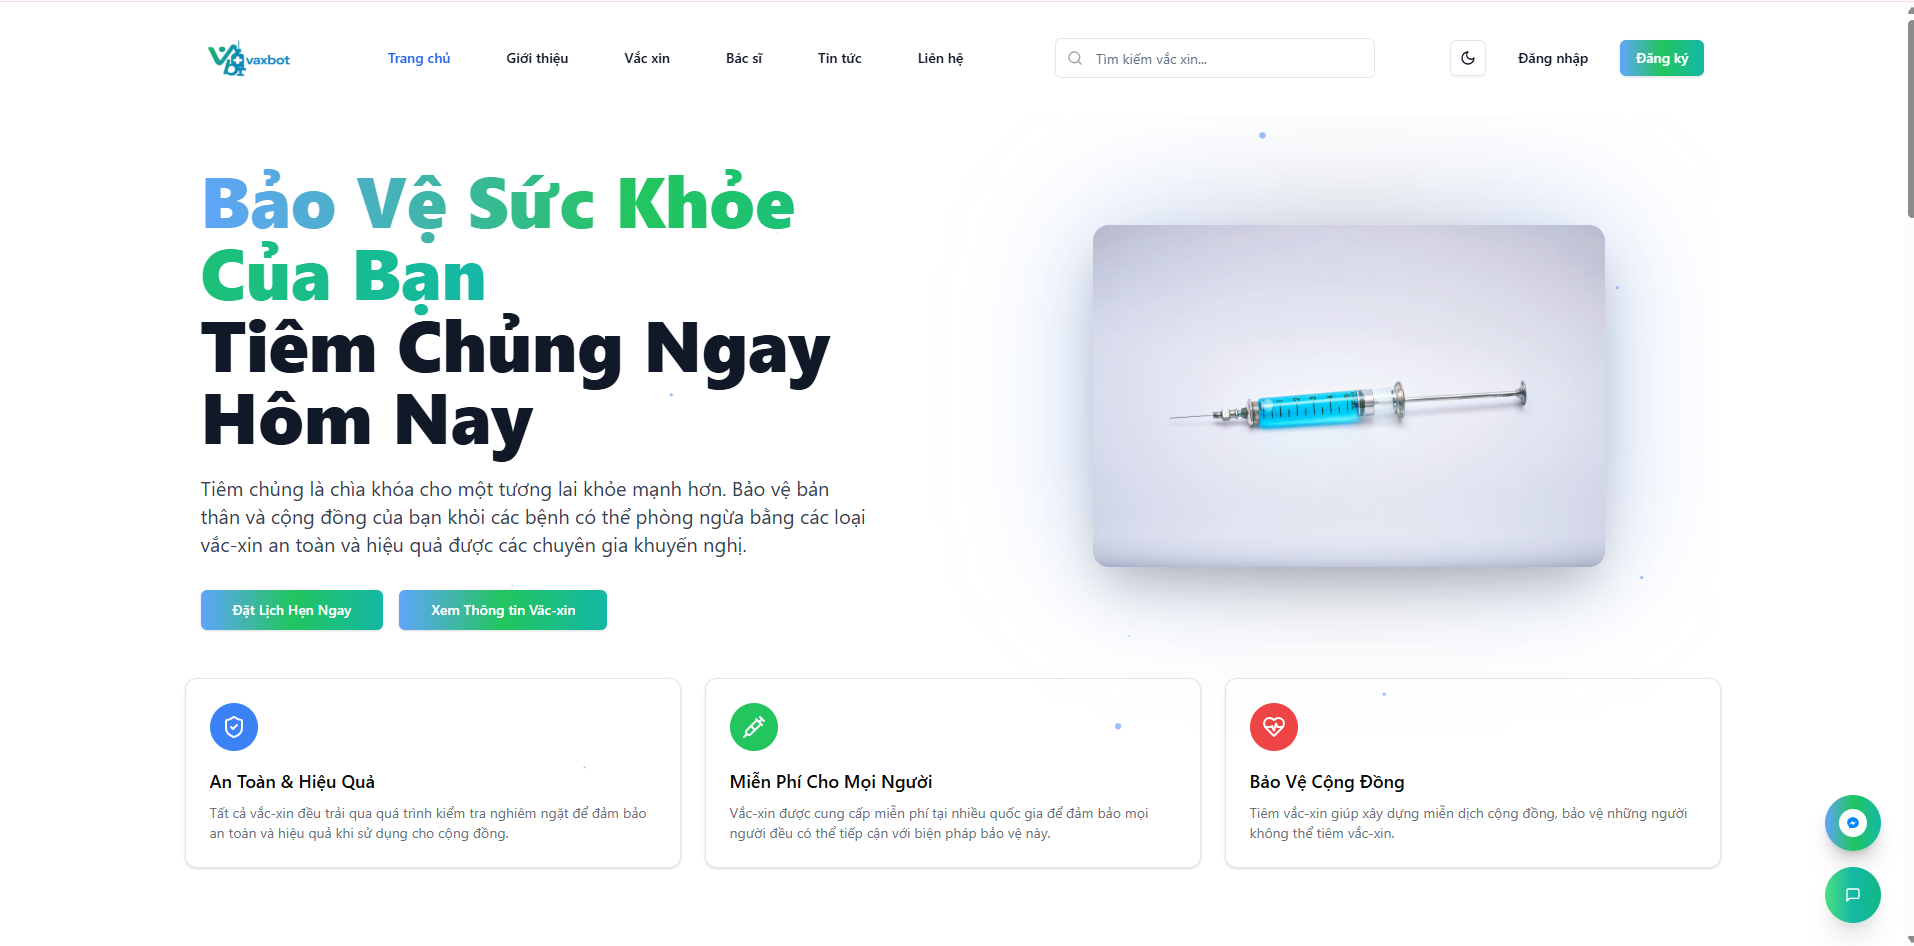 vaxbot
Trang chủ
Giới thiệu
Vắc xin
Bác sĩ
Tin tức
Liên hệ
Tìm kiếm vắc xin...
Đăng nhập
Đăng ký
Bảo Vệ Sức Khỏe
Của Bạn
Tiêm Chủng Ngay
Hôm Nay
Tiêm chủng là chìa khóa cho một tương lai khỏe mạnh hơn. Bảo vệ bản
thân và cộng đồng của bạn khỏi các bệnh có thể phòng ngừa bằng các loại
vắc-xin an toàn và hiệu quả được các chuyên gia khuyến nghị.
Đặt Lịch Hẹn Ngay
Xem Thông tin Văc-xin
1 2 3 4 5
An Toàn & Hiệu Quả
Tất cả vắc-xin đều trải qua quá trình kiểm tra nghiêm ngặt để đảm bảo
an toàn và hiệu quả khi sử dụng cho cộng đồng.
Miễn Phí Cho Mọi Người
Vắc-xin được cung cấp miễn phí tại nhiều quốc gia để đảm bảo mọi
người đều có thể tiếp cận với biện pháp bảo vệ này.
Bảo Vệ Cộng Đồng
Tiêm vắc-xin giúp xây dựng miễn dịch cộng đồng, bảo vệ những người
không thể tiêm vắc-xin.